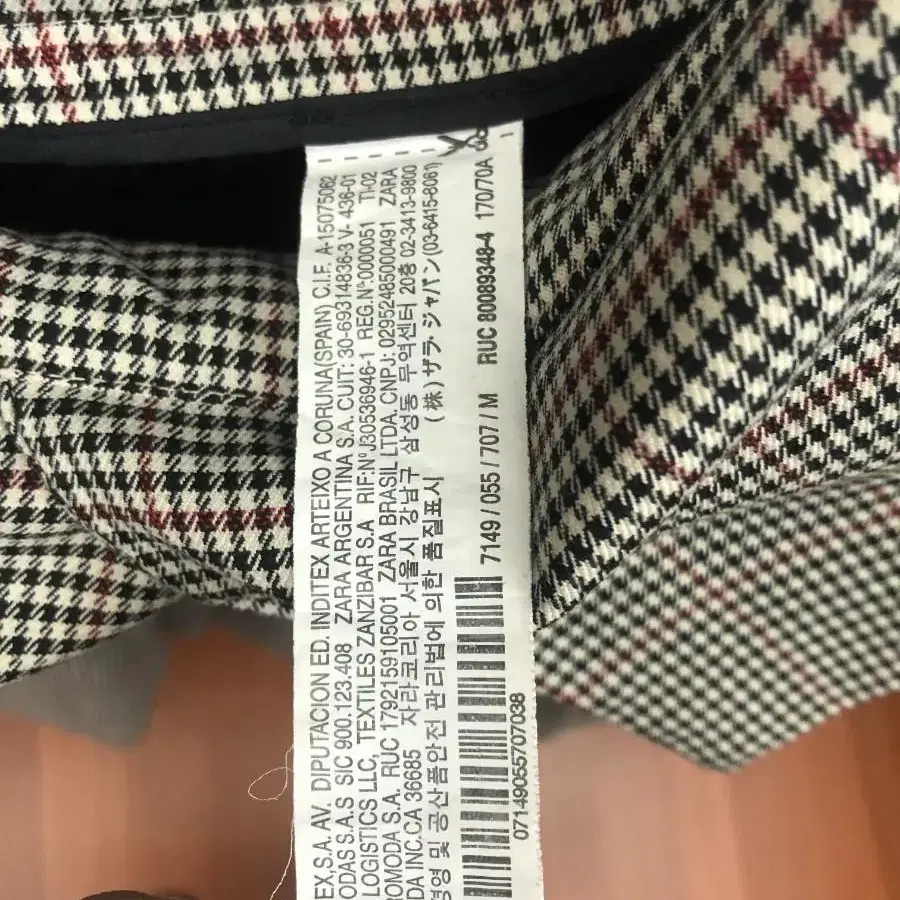 EX,S.A. AV. DIPUTACION ED. INDITEX ARTEIXO A CORUNA(SPAIN) C.I.F. A-15075062
ODAS S.A.S SIC 900.123.408 ZARA ARGENTINA S.A. CUIT: 30-69314836-3 V- 436-01
LOGISTICS LLC, TEXTILES ZANZIBAR S.A RIF:Nº J30536946-1 REG.Nº0000051 TI-02
ROMODA S.A. RUC 1792159105001 ZARA BRASIL LTDA,CNPJ: 02952485000491 ZARA
DA INC.CA 36685 자라코리아 서울시 강남구 삼성동 무역센터 20층 02-3413-9800
경영 및 공산품안전 관리법에 의한 품질표시 (株) ザラ・ジャパン(03-6415-8061)
7149 / 055 / 707 / M RUC 80089348-4 170/70A
07149055707038